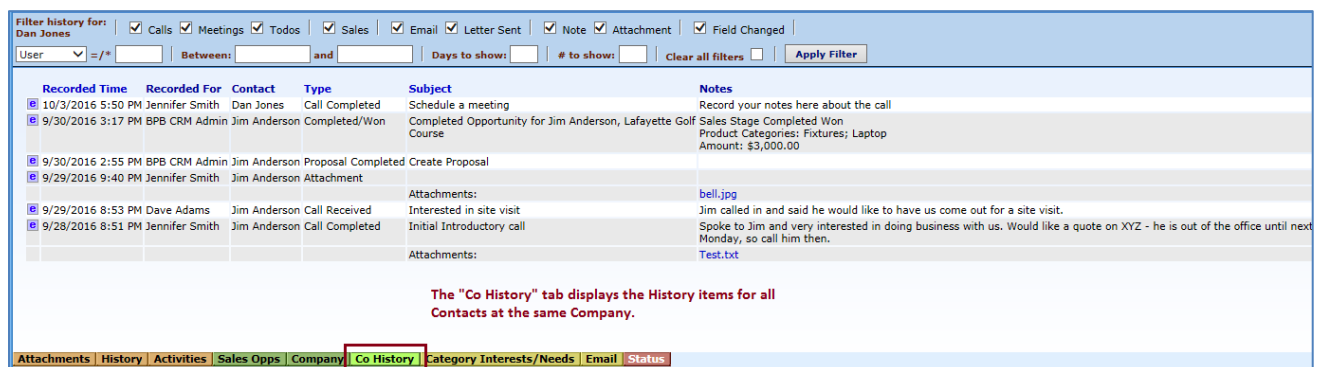 Filter history for:
Dan Jones
Calls Meetings Todos Sales Email Letter Sent Note Attachment Field Changed
User =/* Between: and Days to show: # to show: Clear all filters Apply Filter
Recorded Time Recorded For Contact Type Subject Notes
e 10/3/2016 5:50 PM Jennifer Smith Dan Jones Call Completed Schedule a meeting Record your notes here about the call
e 9/30/2016 3:17 PM BPB CRM Admin Jim Anderson Completed/Won Completed Opportunity for Jim Anderson, Lafayette Golf Sales Stage Completed Won
Course Product Categories: Fixtures; Laptop
Amount: $3,000.00
e 9/30/2016 2:55 PM BPB CRM Admin Jim Anderson Proposal Completed Create Proposal
e 9/29/2016 9:40 PM Jennifer Smith Jim Anderson Attachment
Attachments: bell.jpg
e 9/29/2016 8:53 PM Dave Adams Jim Anderson Call Received Interested in site visit Jim called in and said he would like to have us come out for a site visit.
e 9/28/2016 8:51 PM Jennifer Smith Jim Anderson Call Completed Initial Introductory call Spoke to Jim and very interested in doing business with us. Would like a quote on XYZ - he is out of the office until next
Monday, so call him then.
Attachments: Test.txt
The "Co History" tab displays the History items for all
Contacts at the same Company.
Attachments History Activities Sales Opps Company Co History Category Interests/Needs Email Status